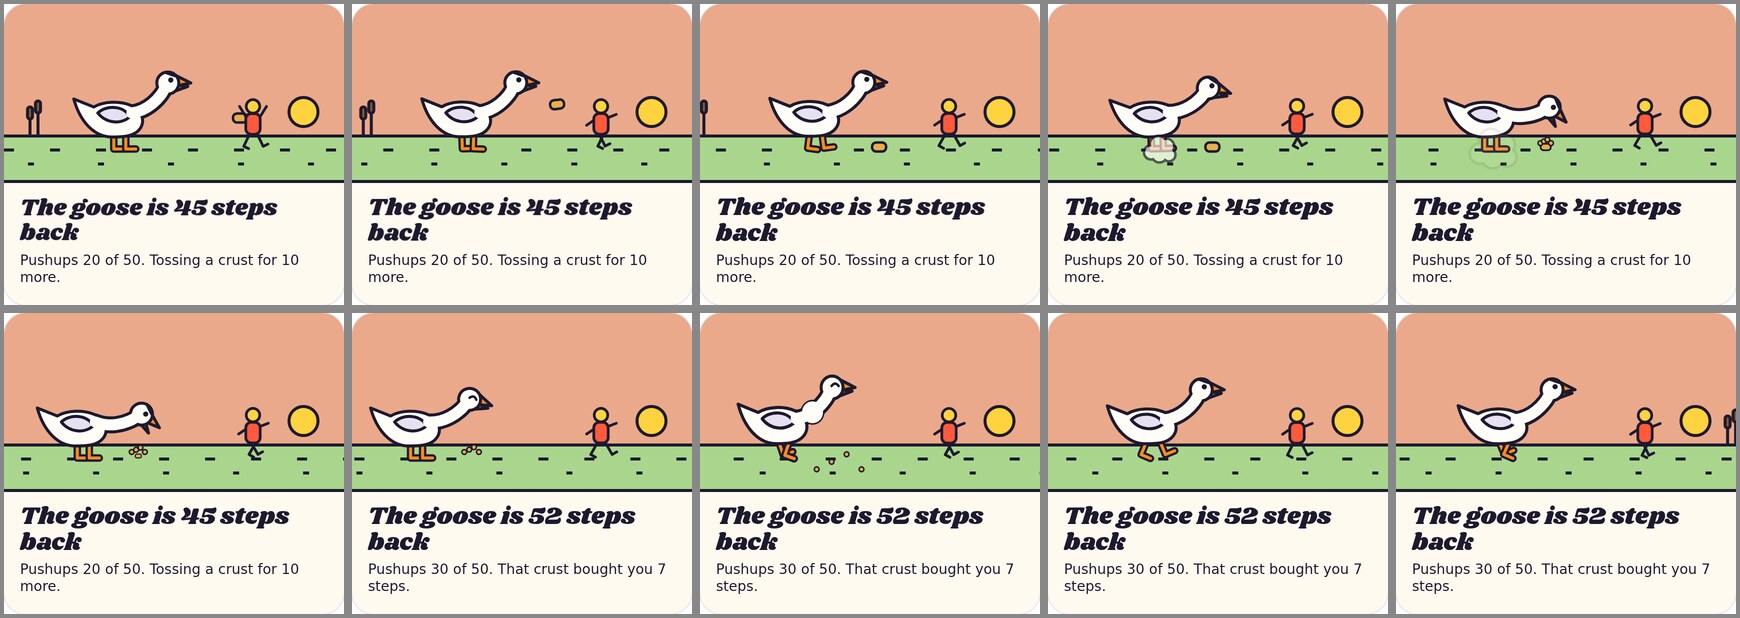 The goose is 45 steps
back
Pushups 20 of 50. Tossing a crust for 10
more.
The goose is 45 steps
back
Pushups 20 of 50. Tossing a crust for 10
more.
The goose is 45 steps
back
Pushups 20 of 50. Tossing a crust for 10
more.
The goose is 45 steps
back
Pushups 20 of 50. Tossing a crust for 10
more.
The goose is 45 steps
back
Pushups 20 of 50. Tossing a crust for 10
more.
The goose is 45 steps
back
Pushups 20 of 50. Tossing a crust for 10
more.
The goose is 52 steps
back
Pushups 30 of 50. That crust bought you 7
steps.
The goose is 52 steps
back
Pushups 30 of 50. That crust bought you 7
steps.
The goose is 52 steps
back
Pushups 30 of 50. That crust bought you 7
steps.
The goose is 52 steps
back
Pushups 30 of 50. That crust bought you 7
steps.